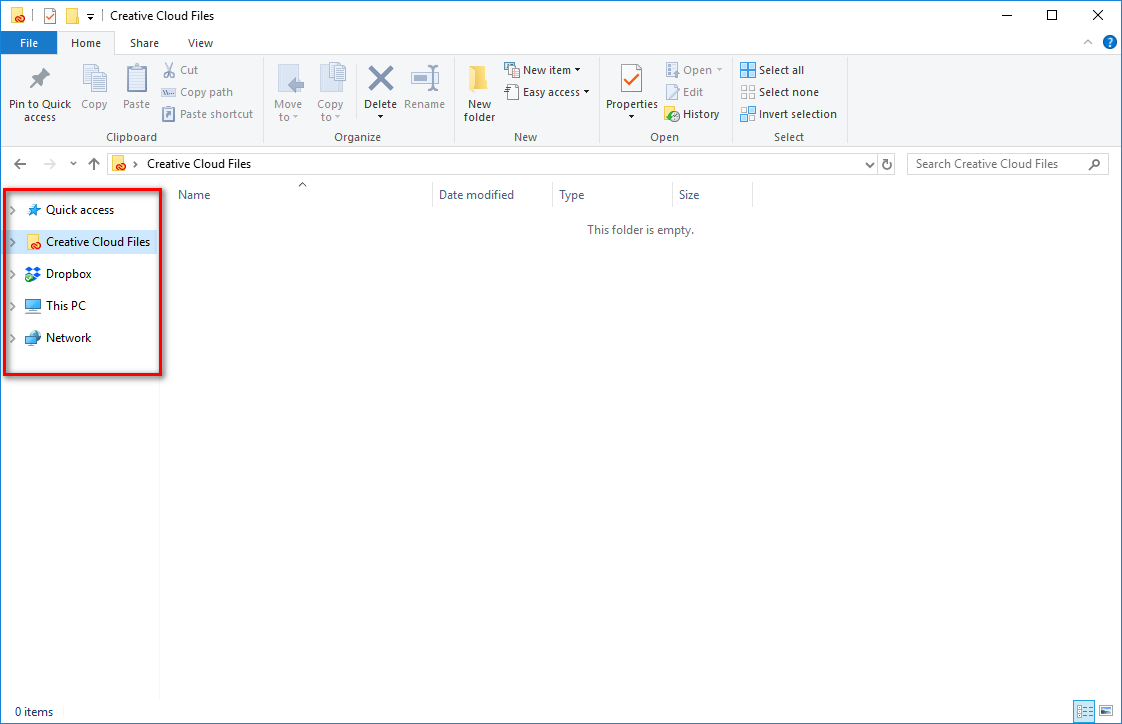 Creative Cloud Files
File Home Share View
Pin to Quick access
Copy
Paste
Cut
Copy path
Paste shortcut
Clipboard
Move to
Copy to
Delete
Rename
Organize
New folder
New item
Easy access
New
Properties
Open
Edit
History
Open
Select all
Select none
Invert selection
Select
Creative Cloud Files
Search Creative Cloud Files
Name Date modified Type Size
This folder is empty.
Quick access
Creative Cloud Files
Dropbox
This PC
Network
0 items